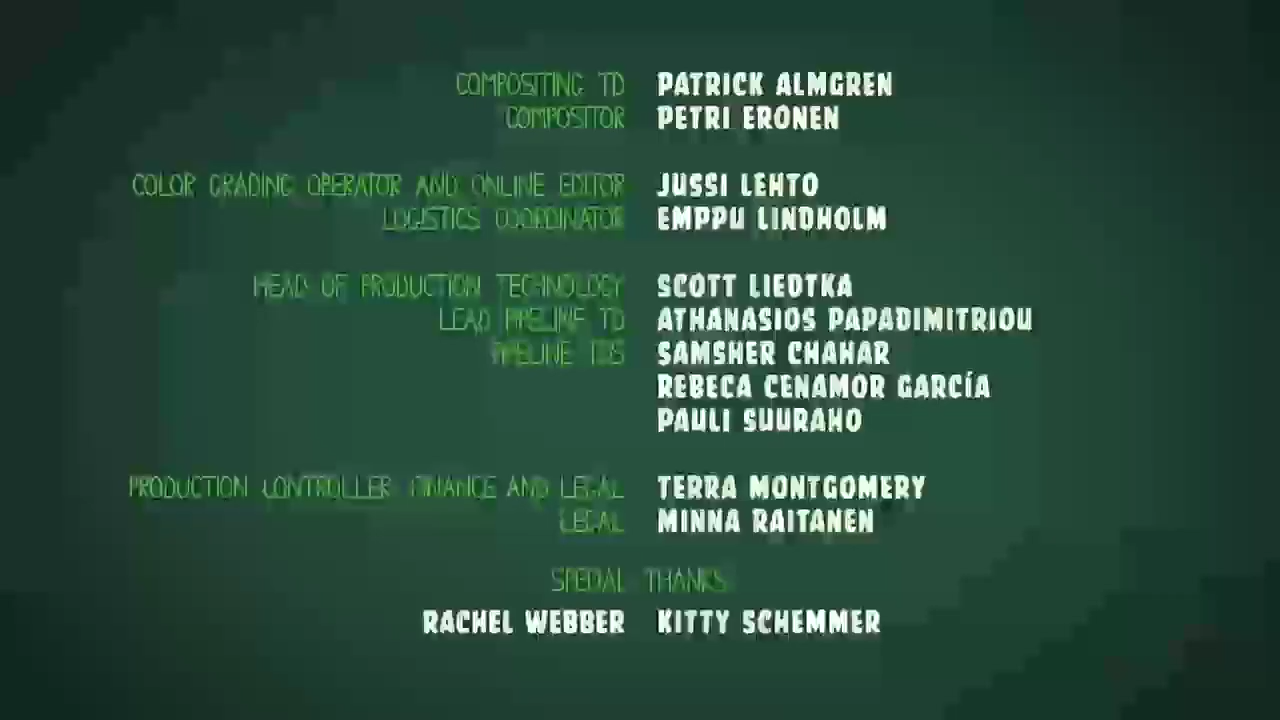 COMPOSITING TD PATRICK ALMGREN
COMPOSITOR PETRI ERONEN
COLOR GRADING OPERATOR AND ONLINE EDITOR JUSSI LEHTO
LOGISTICS COORDINATOR EMPPU LINDHOLM
HEAD OF PRODUCTION TECHNOLOGY SCOTT LIEDTKA
LEAD PIPELINE TD ATHANASIOS PAPADIMITRIOU
PIPELINE TDS SAMSHER CHAHAR
REBECA CENAMOR GARCÍA
PAULI SUURAHO
PRODUCTION CONTROLLER, FINANCE AND LEGAL TERRA MONTGOMERY
LEGAL MINNA RAITANEN
SPECIAL THANKS
RACHEL WEBBER KITTY SCHEMMER